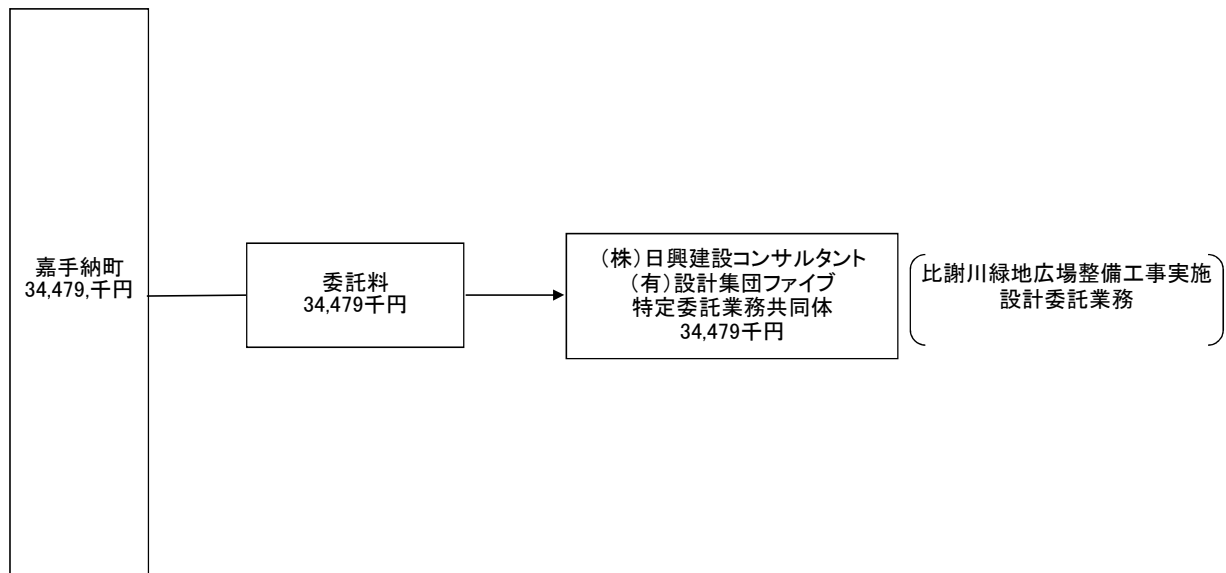 嘉手納町
34,479,千円
委託料
34,479千円
(株)日興建設コンサルタント
(有)設計集団ファイブ
特定委託業務共同体
34,479千円
比謝川緑地広場整備工事実施
設計委託業務